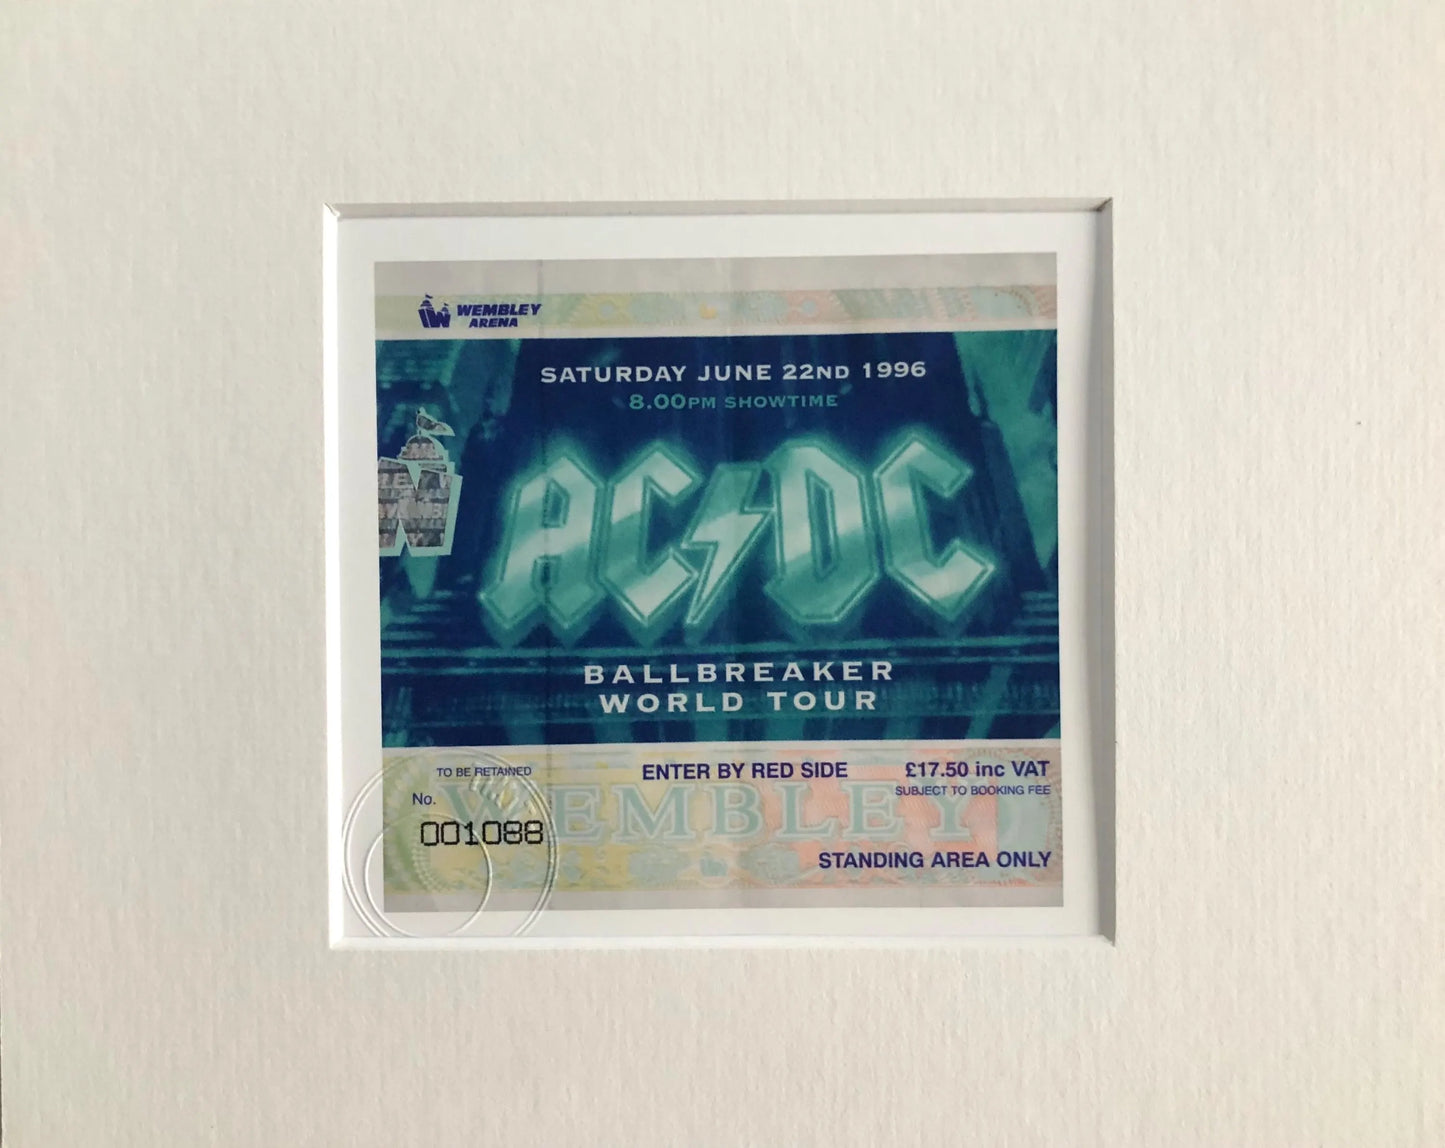 WEMBLEY
ARENA
SATURDAY JUNE 22ND 1996
8.00PM SHOWTIME
AC/DC
BALLBREAKER
WORLD TOUR
TO BE RETAINED
ENTER BY RED SIDE
£17.50 inc VAT
SUBJECT TO BOOKING FEE
No.
001088
WEMBLEY
STANDING AREA ONLY